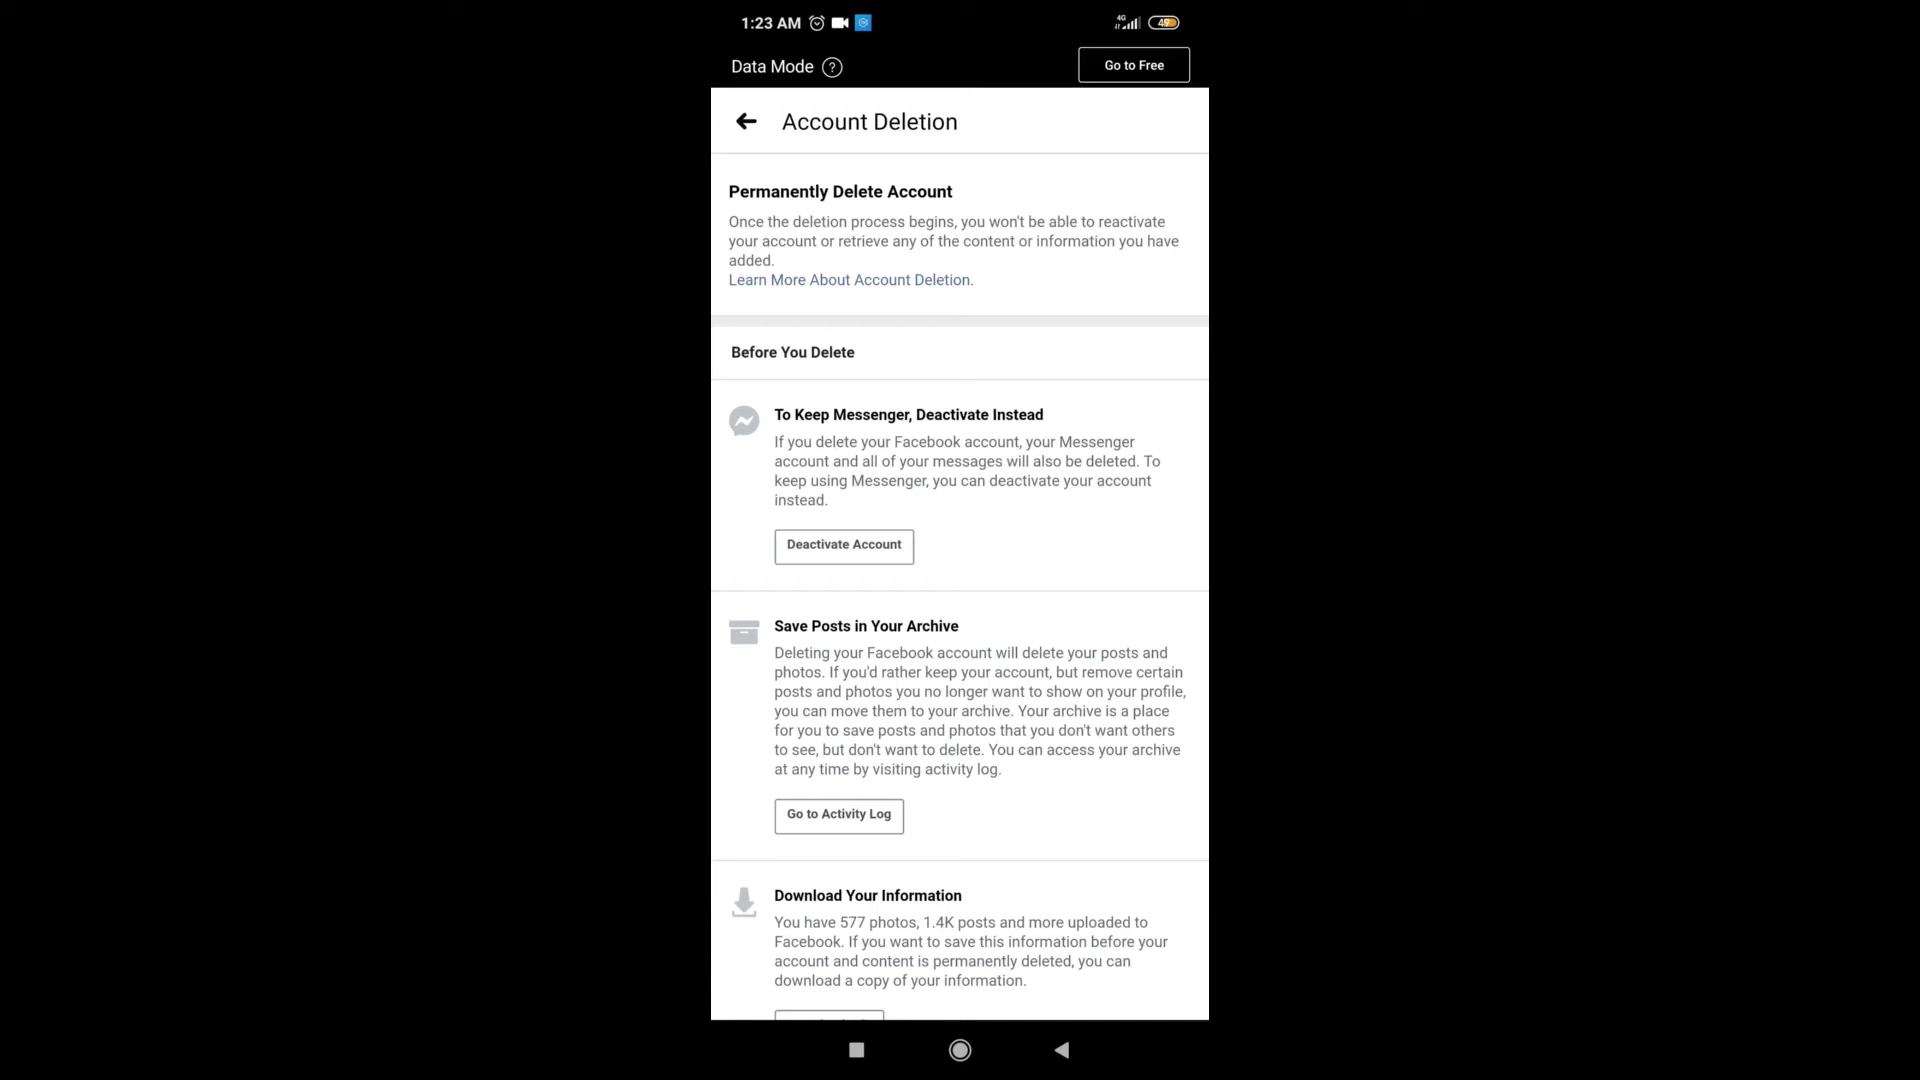 1:23 AM
4G
49
Data Mode ?
Go to Free
Account Deletion
Permanently Delete Account
Once the deletion process begins, you won't be able to reactivate
your account or retrieve any of the content or information you have
added.
Learn More About Account Deletion.
Before You Delete
To Keep Messenger, Deactivate Instead
If you delete your Facebook account, your Messenger
account and all of your messages will also be deleted. To
keep using Messenger, you can deactivate your account
instead.
Deactivate Account
Save Posts in Your Archive
Deleting your Facebook account will delete your posts and
photos. If you'd rather keep your account, but remove certain
posts and photos you no longer want to show on your profile,
you can move them to your archive. Your archive is a place
for you to save posts and photos that you don't want others
to see, but don't want to delete. You can access your archive
at any time by visiting activity log.
Go to Activity Log
Download Your Information
You have 577 photos, 1.4K posts and more uploaded to
Facebook. If you want to save this information before your
account and content is permanently deleted, you can
download a copy of your information.